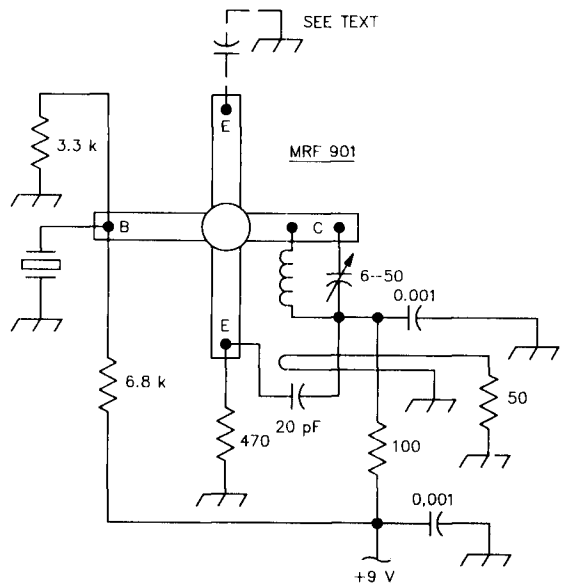 SEE TEXT
E
3.3 k
MRF 901
B
C
6--50
0.001
E
6.8 k
20 pF
50
470
100
0,001
+9 V